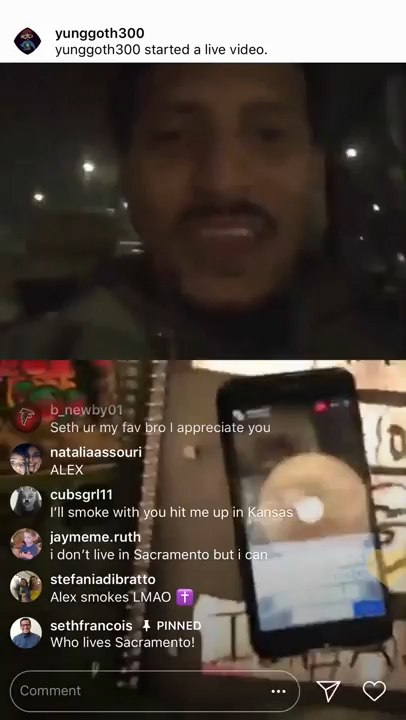 yunggoth300
yunggoth300 started a live video.
b_newby01
Seth ur my fav bro I appreciate you
nataliaassouri
ALEX
cubsgrl11
I'll smoke with you hit me up in Kansas
jaymeme.ruth
i don't live in Sacramento but i can
stefaniadibratto
Alex smokes LMAO ✝️
sethfrancois PINNED
Who lives Sacramento!
Comment